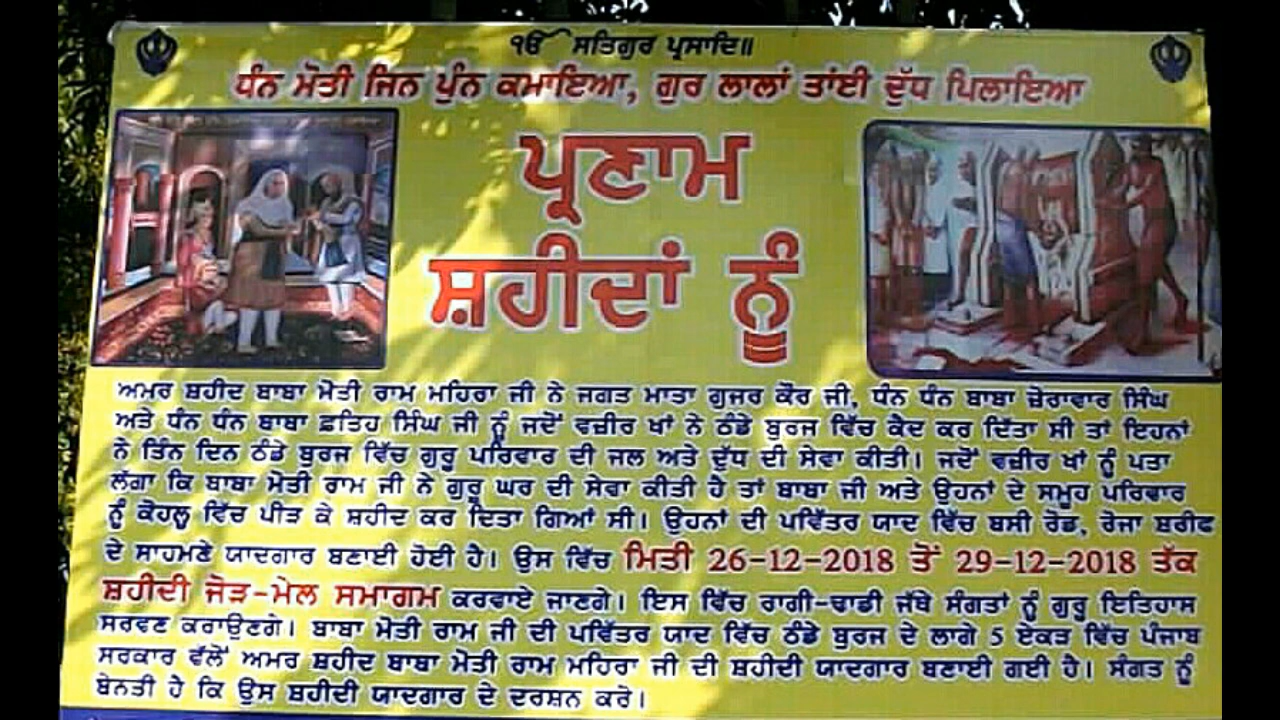 ੴ ਸਤਿਗੁਰ ਪ੍ਰਸਾਦਿ॥
ਧੰਨ ਮੋਤੀ ਜਿਨ ਪੁੰਨ ਕਮਾਇਆ, ਗੁਰ ਲਾਲਾਂ ਤਾਂਈ ਦੁੱਧ ਪਿਲਾਇਆ
ਪ੍ਰਣਾਮ
ਸ਼ਹੀਦਾਂ ਨੂੰ
ਅਮਰ ਸ਼ਹੀਦ ਬਾਬਾ ਮੋਤੀ ਰਾਮ ਮਹਿਰਾ ਜੀ ਨੇ ਜਗਤ ਮਾਤਾ ਗੁਜਰ ਕੌਰ ਜੀ, ਧੰਨ ਧੰਨ ਬਾਬਾ ਜ਼ੋਰਾਵਾਰ ਸਿੰਘ
ਅਤੇ ਧੰਨ ਧੰਨ ਬਾਬਾ ਫ਼ਤਿਹ ਸਿੰਘ ਜੀ ਨੂੰ ਜਦੋਂ ਵਜ਼ੀਰ ਖਾਂ ਨੇ ਠੰਡੇ ਬੁਰਜ ਵਿੱਚ ਕੈਦ ਕਰ ਦਿੱਤਾ ਸੀ ਤਾਂ ਇਹਨਾਂ
ਨੇ ਤਿੰਨ ਦਿਨ ਠੰਡੇ ਬੁਰਜ ਵਿੱਚ ਗੁਰੂ ਪਰਿਵਾਰ ਦੀ ਜਲ ਅਤੇ ਦੁੱਧ ਦੀ ਸੇਵਾ ਕੀਤੀ। ਜਦੋਂ ਵਜ਼ੀਰ ਖਾਂ ਨੂੰ ਪਤਾ
ਲੱਗਾ ਕਿ ਬਾਬਾ ਮੋਤੀ ਰਾਮ ਜੀ ਨੇ ਗੁਰੂ ਘਰ ਦੀ ਸੇਵਾ ਕੀਤੀ ਹੈ ਤਾਂ ਬਾਬਾ ਜੀ ਅਤੇ ਉਹਨਾਂ ਦੇ ਸਮੂਹ ਪਰਿਵਾਰ
ਨੂੰ ਕੋਹਲੂ ਵਿੱਚ ਪੀੜ ਕੇ ਸ਼ਹੀਦ ਕਰ ਦਿਤਾ ਗਿਆਂ ਸੀ। ਉਹਨਾਂ ਦੀ ਪਵਿੱਤਰ ਯਾਦ ਵਿੱਚ ਬਸੀ ਰੋਡ, ਰੋਜਾ ਸ਼ਰੀਫ
ਦੇ ਸਾਹਮਣੇ ਯਾਦਗਾਰ ਬਣਾਈ ਹੋਈ ਹੈ। ਉਸ ਵਿੱਚ ਮਿਤੀ 26-12-2018 ਤੋਂ 29-12-2018 ਤੱਕ
ਸ਼ਹੀਦੀ ਜੋੜ-ਮੇਲ ਸਮਾਗਮ ਕਰਵਾਏ ਜਾਣਗੇ। ਇਸ ਵਿੱਚ ਰਾਗੀ-ਢਾਡੀ ਜੱਥੇ ਸੰਗਤਾਂ ਨੂੰ ਗੁਰੂ ਇਤਿਹਾਸ
ਸਰਵਣ ਕਰਾਉਣਗੇ। ਬਾਬਾ ਮੋਤੀ ਰਾਮ ਜੀ ਦੀ ਪਵਿੱਤਰ ਯਾਦ ਵਿੱਚ ਠੰਡੇ ਬੁਰਜ ਦੇ ਲਾਗੇ 5 ਏਕੜ ਵਿੱਚ ਪੰਜਾਬ
ਸਰਕਾਰ ਵੱਲੋਂ ਅਮਰ ਸ਼ਹੀਦ ਬਾਬਾ ਮੋਤੀ ਰਾਮ ਮਹਿਰਾ ਜੀ ਦੀ ਸ਼ਹੀਦੀ ਯਾਦਗਾਰ ਬਣਾਈ ਗਈ ਹੈ। ਸੰਗਤ ਨੂੰ
ਬੇਨਤੀ ਹੈ ਕਿ ਉਸ ਸ਼ਹੀਦੀ ਯਾਦਗਾਰ ਦੇ ਦਰਸ਼ਨ ਕਰੋ।